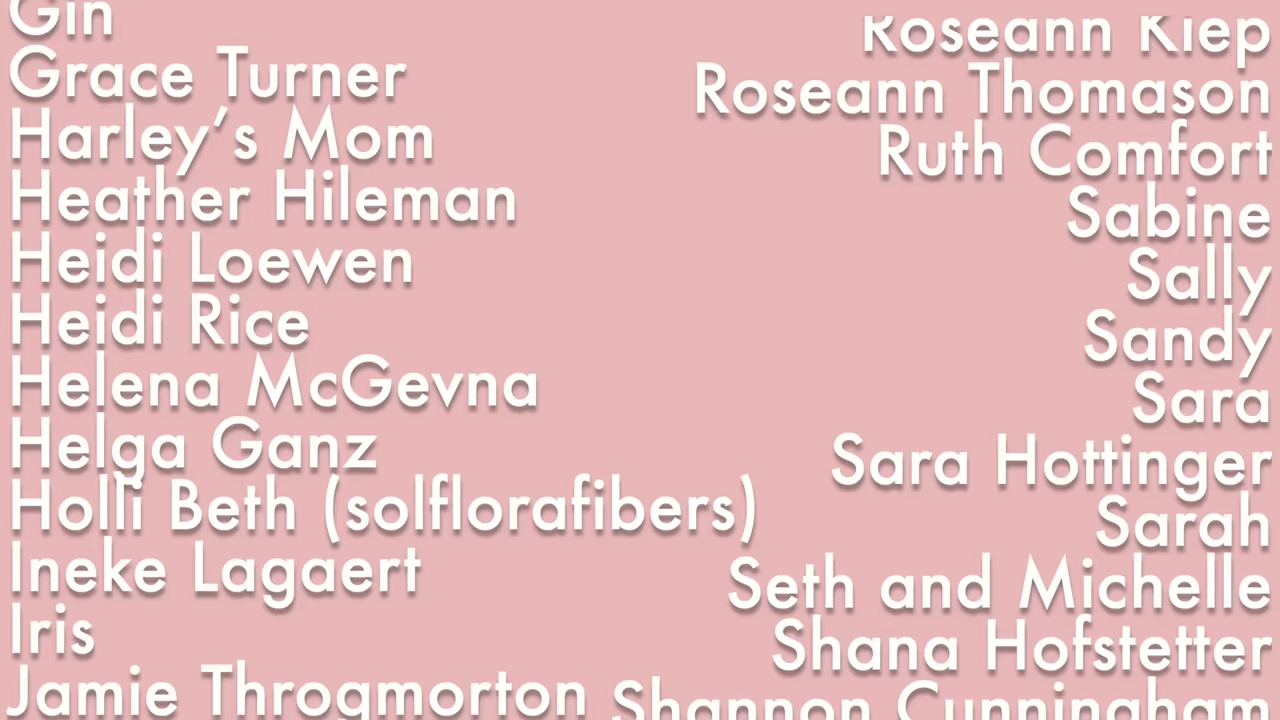 Gin
Grace Turner
Harley’s Mom
Heather Hileman
Heidi Loewen
Heidi Rice
Helena McGevna
Helga Ganz
Holli Beth (solflorafibers)
Ineke Lagaert
Iris
Jamie Throgmorton
Roseann Kiep
Roseann Thomason
Ruth Comfort
Sabine
Sally
Sandy
Sara
Sara Hottinger
Sarah
Seth and Michelle
Shana Hofstetter
Shannon Cunningham